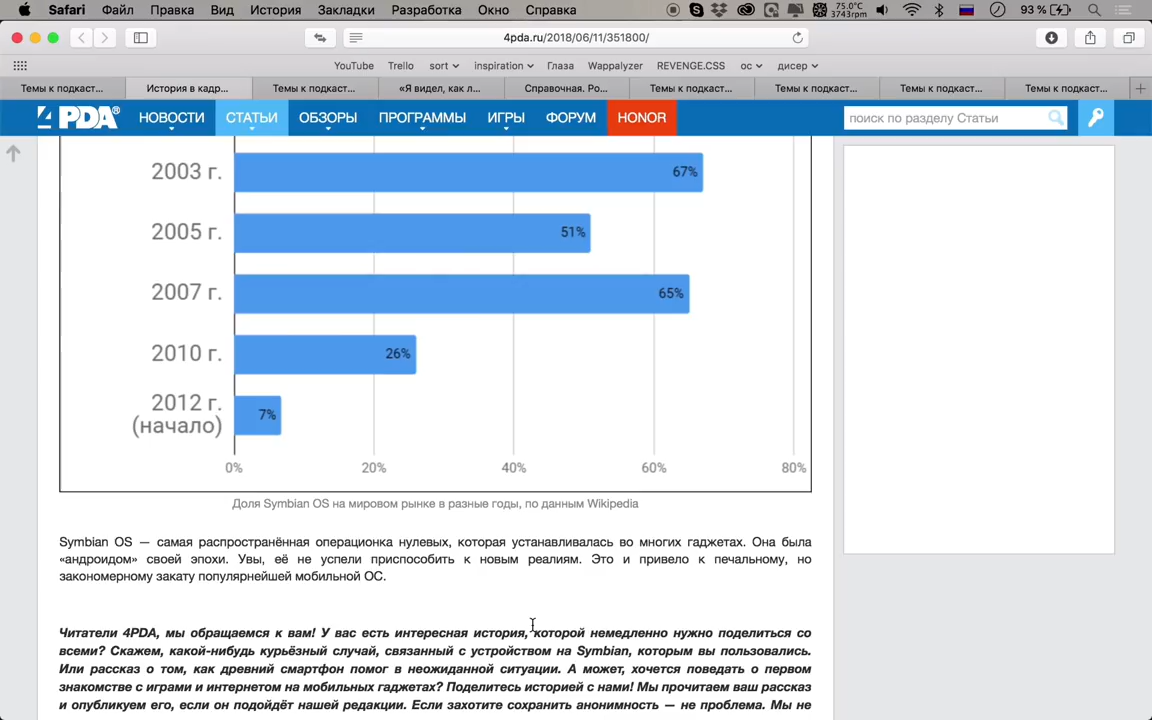 Safari Файл Правка Вид История Закладки Разработка Окно Справка 75.0°C 3743rpm 93 %
4pda.ru/2018/06/11/351800/
YouTube Trello sort inspiration Глаза Wappalyzer REVENGE.CSS ос дисер
Темы к подкаст... История в кадр... Темы к подкаст... «Я видел, как л... Справочная. Ро... Темы к подкаст... Темы к подкаст... Темы к подкаст... Темы к подкаст...
4PDA НОВОСТИ СТАТЬИ ОБЗОРЫ ПРОГРАММЫ ИГРЫ ФОРУМ HONOR поиск по разделу Статьи
2003 г. 67%
2005 г. 51%
2007 г. 65%
2010 г. 26%
2012 г.
(начало) 7%
0% 20% 40% 60% 80%
Доля Symbian OS на мировом рынке в разные годы, по данным Wikipedia
Symbian OS — самая распространённая операционка нулевых, которая устанавливалась во многих гаджетах. Она была
«андроидом» своей эпохи. Увы, её не успели приспособить к новым реалиям. Это и привело к печальному, но
закономерному закату популярнейшей мобильной ОС.
Читатели 4PDA, мы обращаемся к вам! У вас есть интересная история, которой немедленно нужно поделиться со
всеми? Скажем, какой-нибудь курьёзный случай, связанный с устройством на Symbian, которым вы пользовались.
Или рассказ о том, как древний смартфон помог в неожиданной ситуации. А может, хочется поведать о первом
знакомстве с играми и интернетом на мобильных гаджетах? Поделитесь историей с нами! Мы прочитаем ваш рассказ
и опубликуем его, если он подойдёт нашей редакции. Если захотите сохранить анонимность — не проблема. Мы не